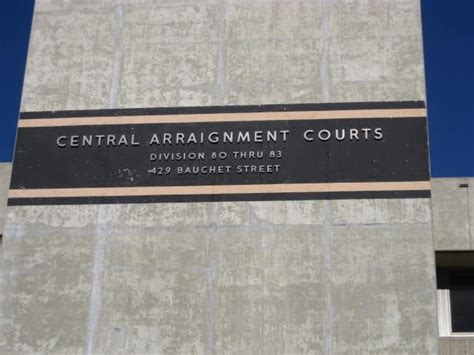 CENTRAL ARRAIGNMENT COURTS
DIVISION 80 THRU 83
429 BAUCHET STREET